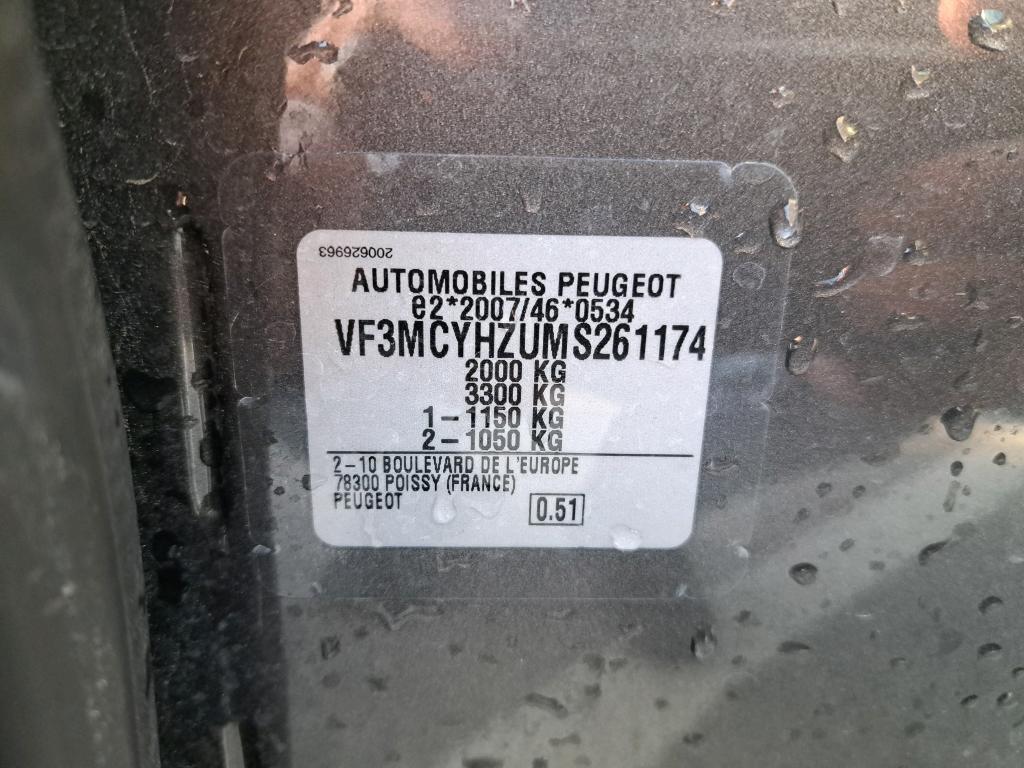 200626963
AUTOMOBILES PEUGEOT
e2*2007/46*0534
VF3MCYHZUMS261174
2000 KG
3300 KG
1-1150 KG
2-1050 KG
2-10 BOULEVARD DE L'EUROPE
78300 POISSY (FRANCE)
PEUGEOT
0.51